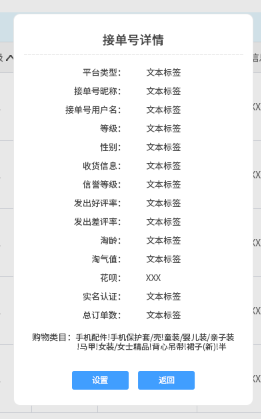 接单号详情
平台类型： 文本标签
接单号昵称： 文本标签
接单号用户名： 文本标签
等级： 文本标签
性别： 文本标签
收货信息： 文本标签
信誉等级： 文本标签
发出好评率： 文本标签
发出差评率： 文本标签
淘龄： 文本标签
淘气值： 文本标签
花呗： XXX
实名认证： 文本标签
总订单数： 文本标签
购物类目：手机配件|手机保护套/壳|童装/婴儿装/亲子装
|马甲|女装/女士精品|背心吊带|裙子(新)|半
设置 返回